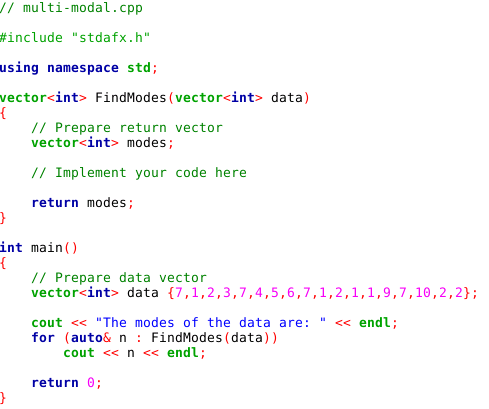 // multi-modal.cpp
#include "stdafx.h"
using namespace std;
vector<int> FindModes(vector<int> data)
{
// Prepare return vector
vector<int> modes;
// Implement your code here
return modes;
}
int main()
{
// Prepare data vector
vector<int> data {7,1,2,3,7,4,5,6,7,1,2,1,1,9,7,10,2,2};
cout << "The modes of the data are: " << endl;
for (auto& n : FindModes(data))
cout << n << endl;
return 0;
}